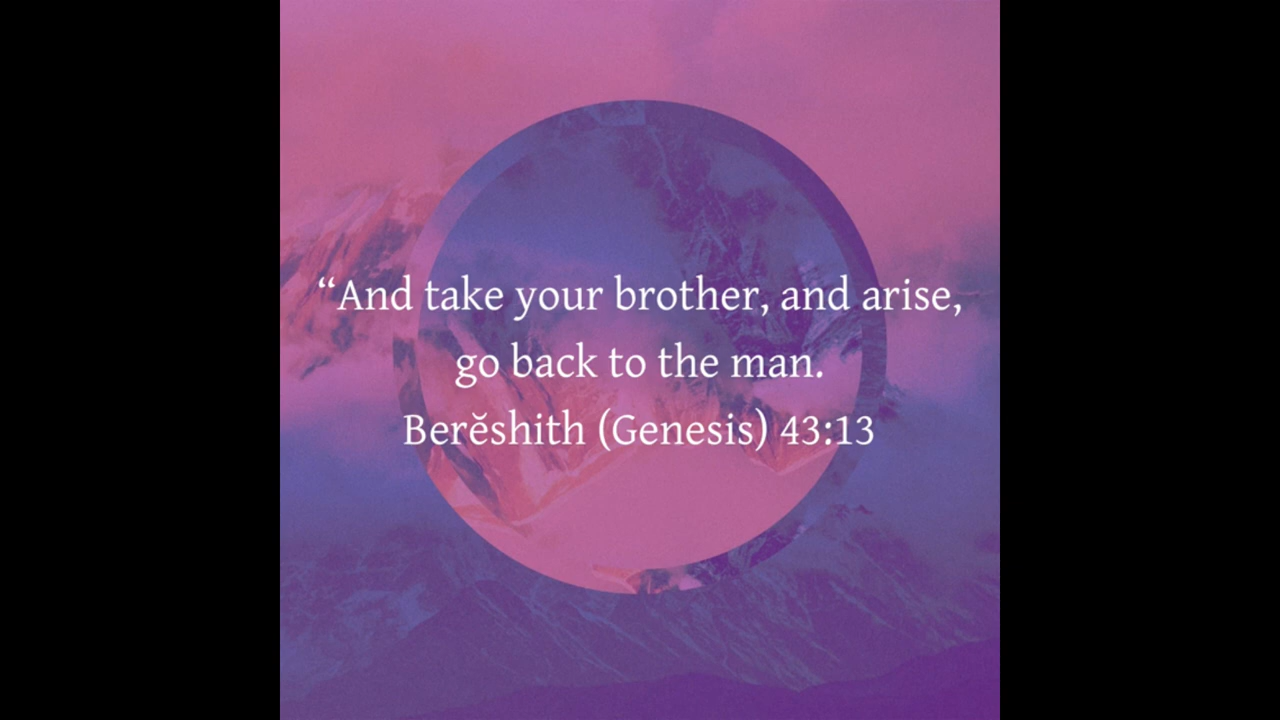 “And take your brother, and arise,
go back to the man.
Berĕshith (Genesis) 43:13